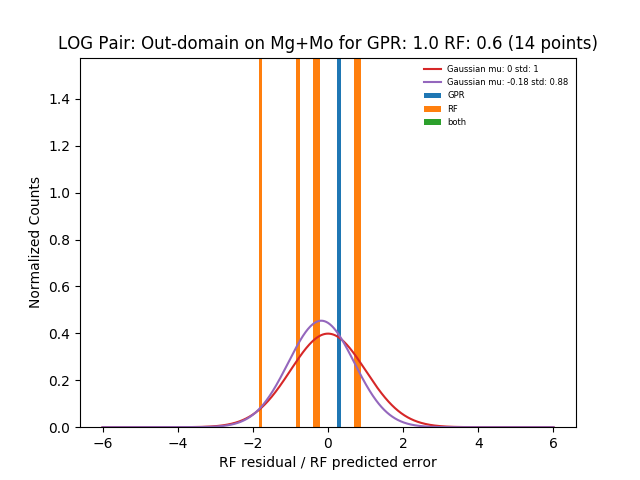 LOG Pair: Out-domain on Mg+Mo for GPR: 1.0 RF: 0.6 (14 points)
Gaussian mu: 0 std: 1
Gaussian mu: -0.18 std: 0.88
GPR
RF
both
1.4
1.2
1.0
0.8
0.6
0.4
0.2
0.0
Normalized Counts
−6 −4 −2 0 2 4 6
RF residual / RF predicted error